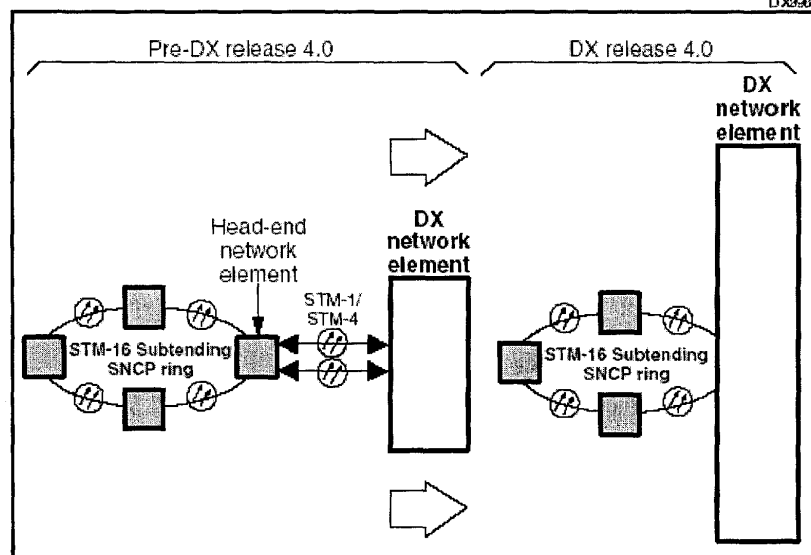 Pre-DX release 4.0
DX release 4.0
DX
network
element
Head-end
network
element
STM-1/
STM-4
DX
network
element
STM-16 Subtending
SNCP ring
STM-16 Subtending
SNCP ring